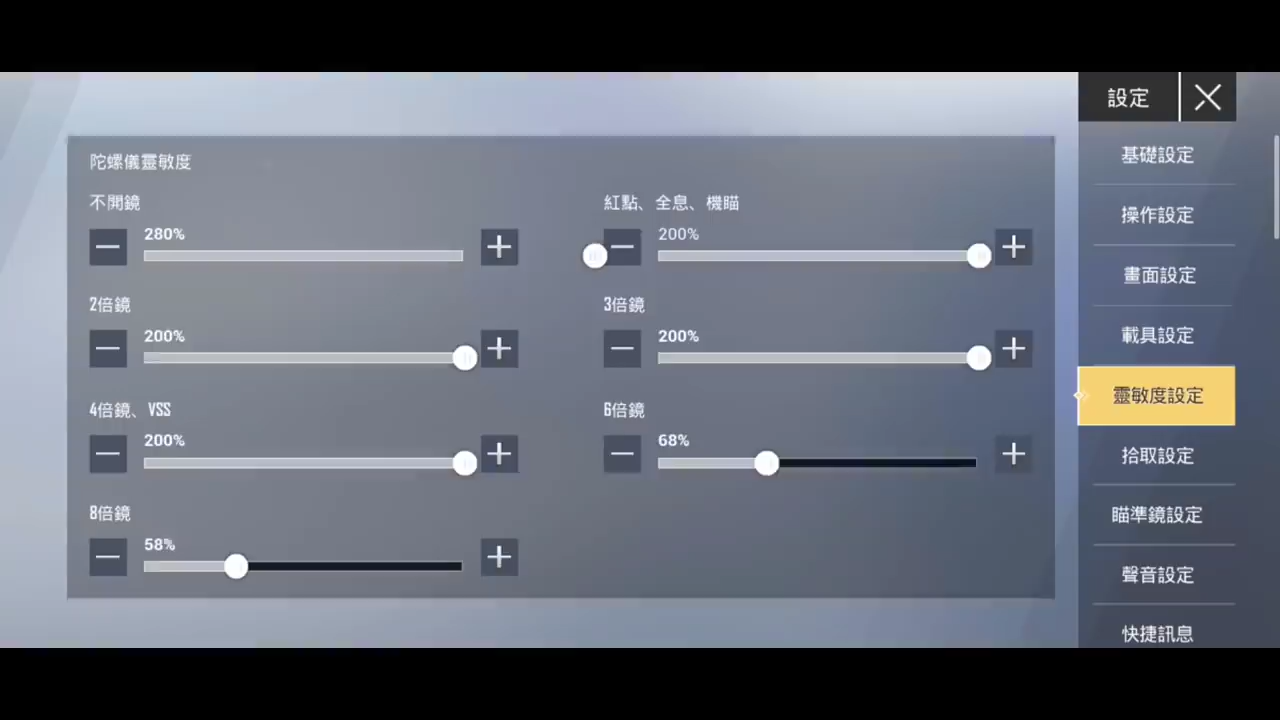 設定
陀螺儀靈敏度
不開鏡
280%
紅點、全息、機瞄
200%
2倍鏡
200%
3倍鏡
200%
4倍鏡、VSS
200%
6倍鏡
68%
8倍鏡
58%
基礎設定
操作設定
畫面設定
載具設定
靈敏度設定
拾取設定
瞄準鏡設定
聲音設定
快捷訊息